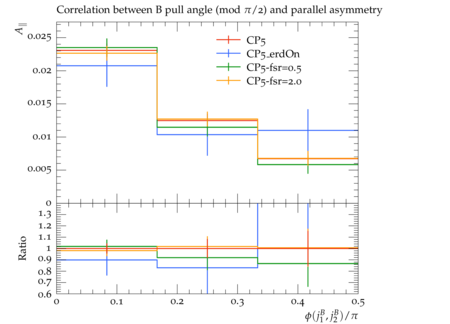 Correlation between B pull angle (mod π/2) and parallel asymmetry
A∥
0.025
0.02
0.015
0.01
0.005
0
CP5
CP5_erdOn
CP5-fsr=0.5
CP5-fsr=2.0
Ratio
1.3
1.2
1.1
1
0.9
0.8
0.7
0.6
0 0.1 0.2 0.3 0.4 0.5
ϕ(j₁ᴮ, j₂ᴮ)/π